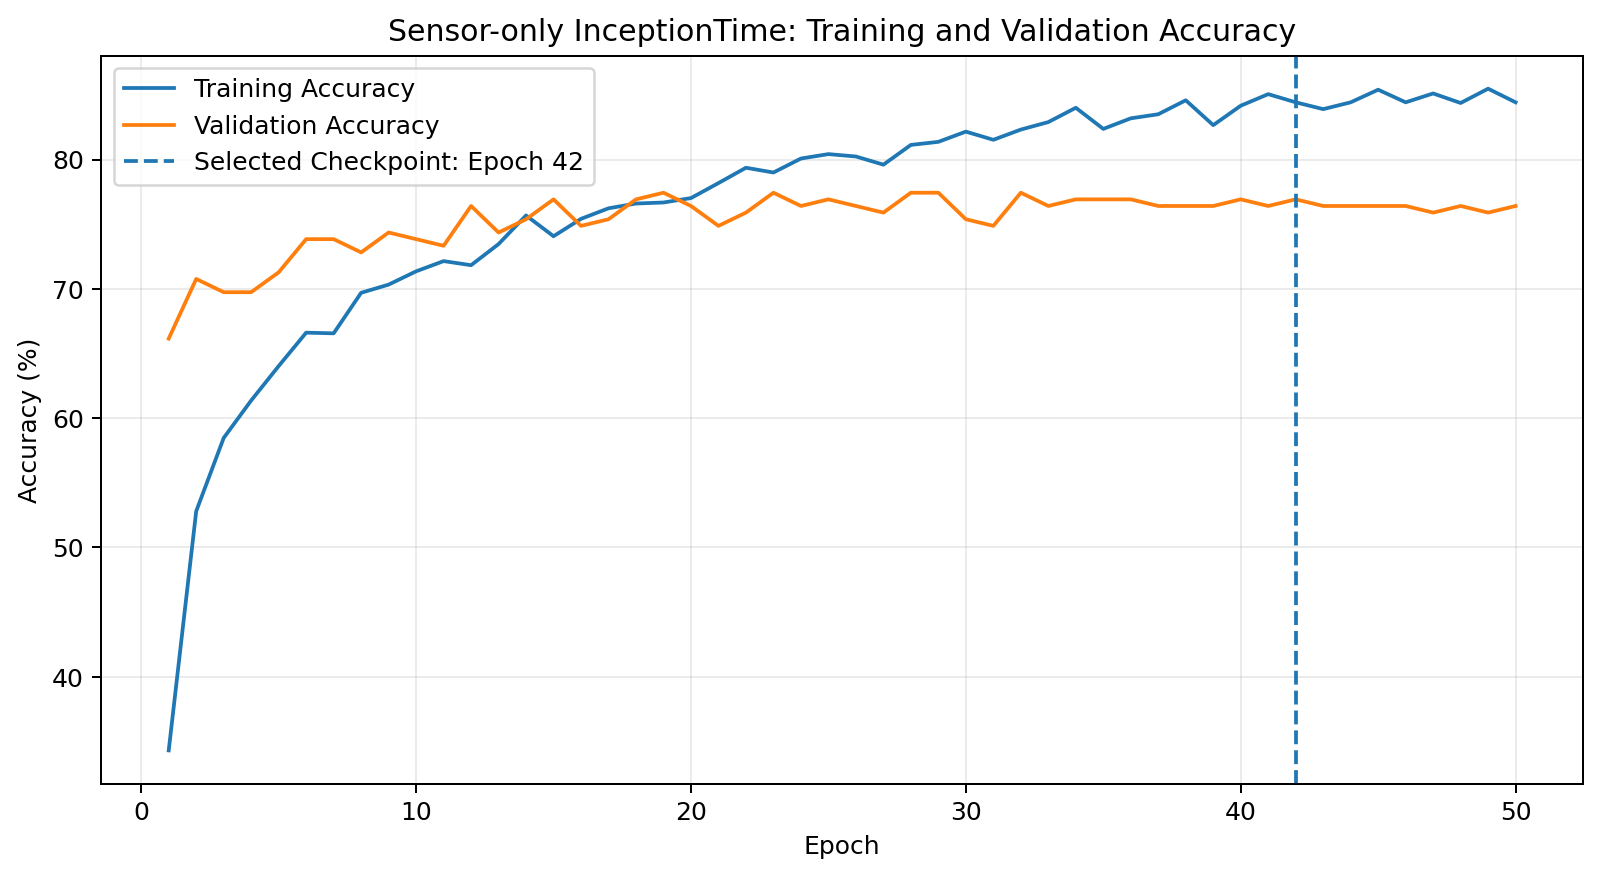 Sensor-only InceptionTime: Training and Validation Accuracy
Training Accuracy
Validation Accuracy
Selected Checkpoint: Epoch 42
Accuracy (%)
80
70
60
50
40
0 10 20 30 40 50
Epoch